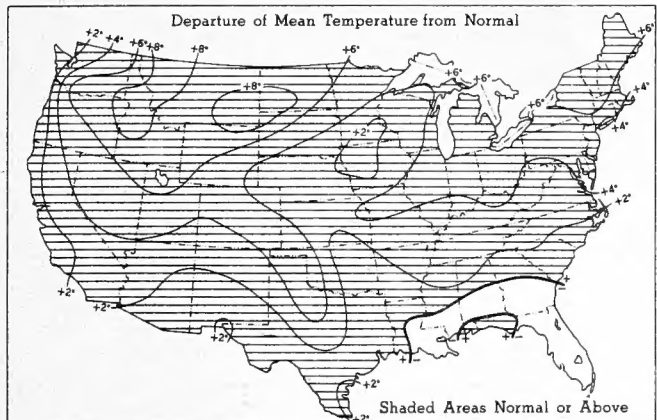 Departure of Mean Temperature from Normal
+2° +4° +6° +8° +8° +6° +6°
+6° +6°
+8° +6° +4°
+2° +4°
+4°
+2°
+2° +2° +
−
+2° + − + + −
+2°
+2° Shaded Areas Normal or Above